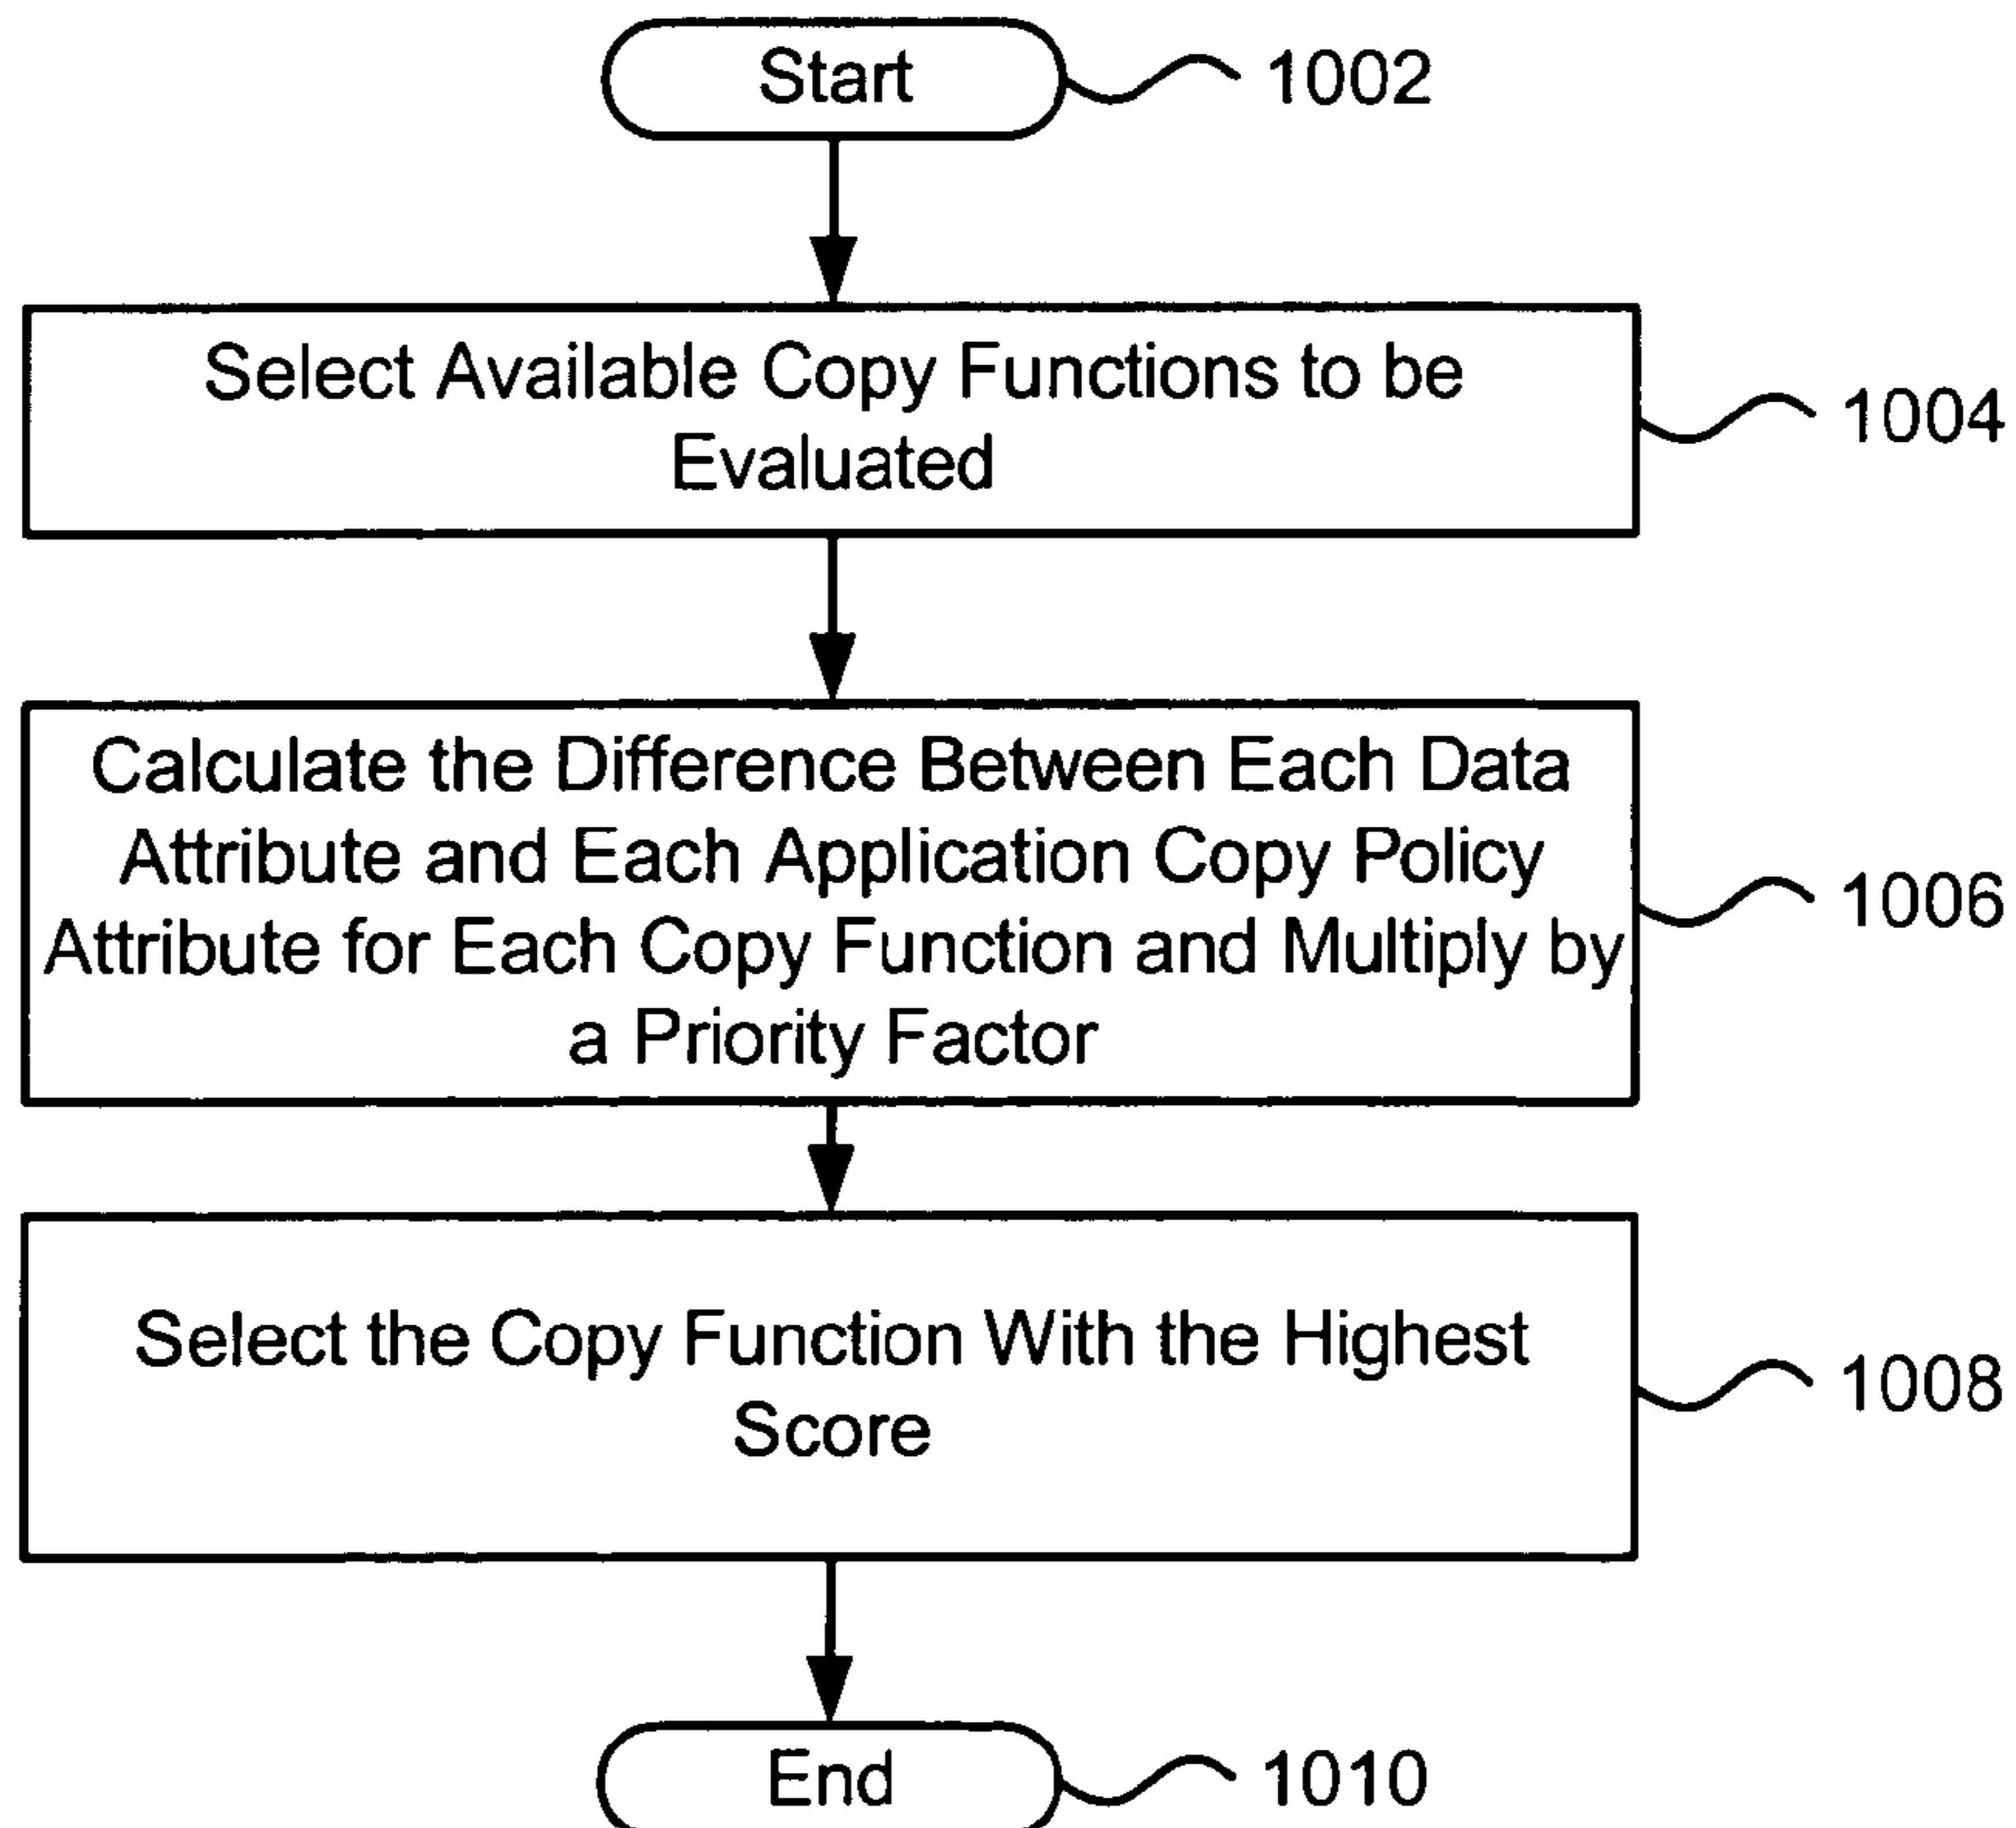 Start
1002
Select Available Copy Functions to be
Evaluated
1004
Calculate the Difference Between Each Data
Attribute and Each Application Copy Policy
Attribute for Each Copy Function and Multiply by
a Priority Factor
1006
Select the Copy Function With the Highest
Score
1008
End
1010